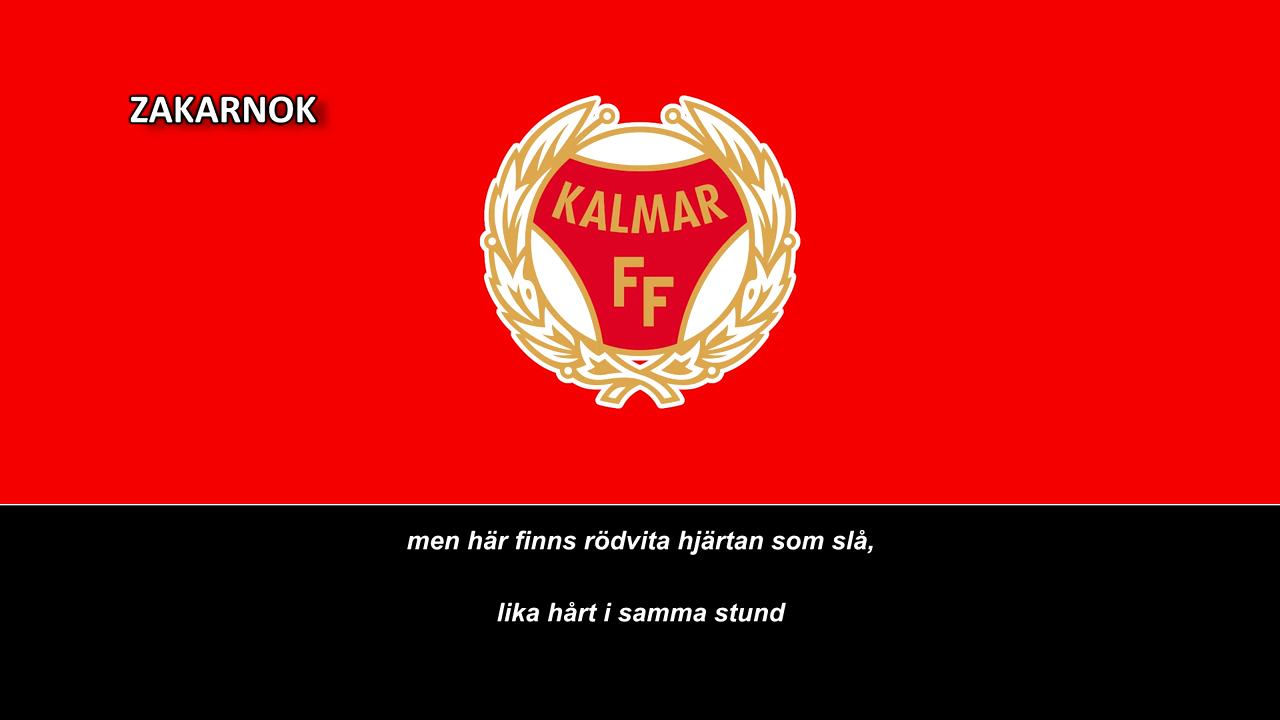 ZAKARNOK
KALMAR
FF
men här finns rödvita hjärtan som slå,
lika hårt i samma stund